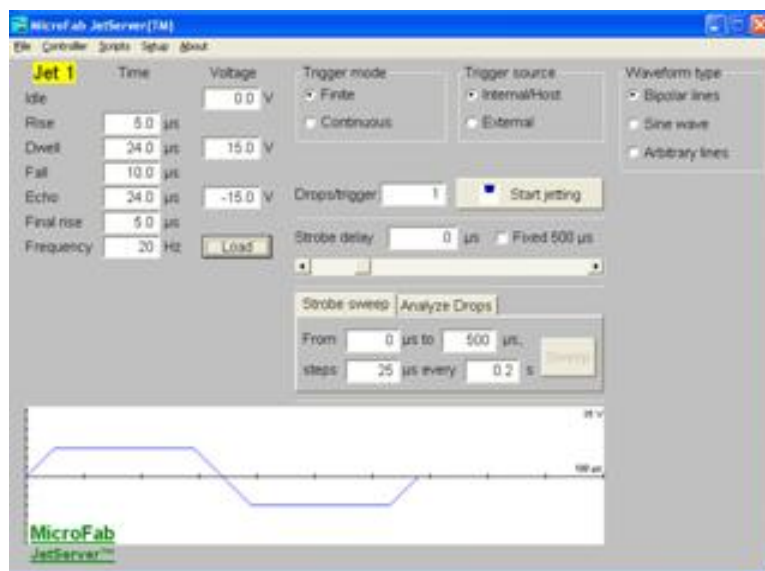 MicroFab JetServer(TM)
File Controller Scripts Setup About
Jet 1 Time Voltage
Idle 0.0 V
Rise 5.0 µs
Dwell 24.0 µs 15.0 V
Fall 10.0 µs
Echo 24.0 µs -15.0 V
Final rise 5.0 µs
Frequency 20 Hz Load
Trigger mode
Finite
Continuous
Trigger source
Internal/Host
External
Waveform type
Bipolar lines
Sine wave
Arbitrary lines
Drops/trigger 1 Start jetting
Strobe delay 0 µs Fixed 500 µs
Strobe sweep Analyze Drops
From 0 µs to 500 µs,
steps 25 µs every 0.2 s Sweep
100 µs
MicroFab
JetServer™